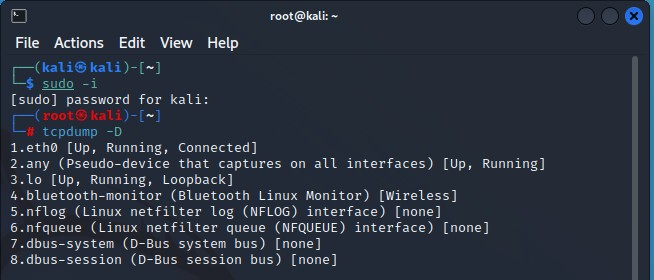 root@kali: ~
File Actions Edit View Help
┌──(kali㉿kali)-[~]
└─$ sudo -i
[sudo] password for kali:
┌──(root㉿kali)-[~]
└─# tcpdump -D
1.eth0 [Up, Running, Connected]
2.any (Pseudo-device that captures on all interfaces) [Up, Running]
3.lo [Up, Running, Loopback]
4.bluetooth-monitor (Bluetooth Linux Monitor) [Wireless]
5.nflog (Linux netfilter log (NFLOG) interface) [none]
6.nfqueue (Linux netfilter queue (NFQUEUE) interface) [none]
7.dbus-system (D-Bus system bus) [none]
8.dbus-session (D-Bus session bus) [none]